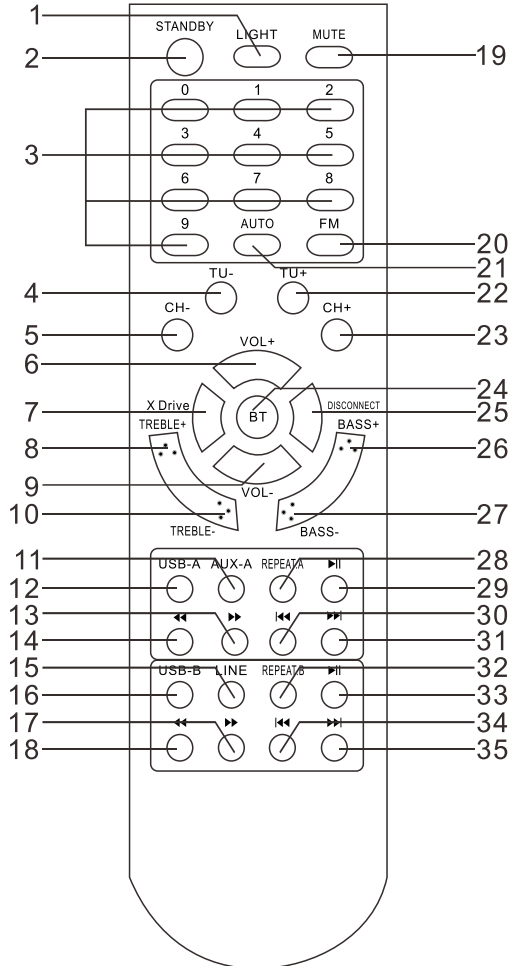 1 STANDBY LIGHT MUTE
2 19
0 1 2
3 4 5
3
6 7 8
9 AUTO FM
20
21
TU- TU+
4 22
CH- CH+
5 23
VOL+
6
24
7 X Drive BT DISCONNECT 25
TREBLE+ BASS+
8 26
9
VOL-
10 27
TREBLE- BASS-
11 28
USB-A AUX-A REPEAT.A ▶II
12 29
13 30
◀◀ ▶▶ I◀◀ ▶▶I
14 31
15 32
USB-B LINE REPEAT.B ▶II
16 33
17 34
◀◀ ▶▶ I◀◀ ▶▶I
18 35